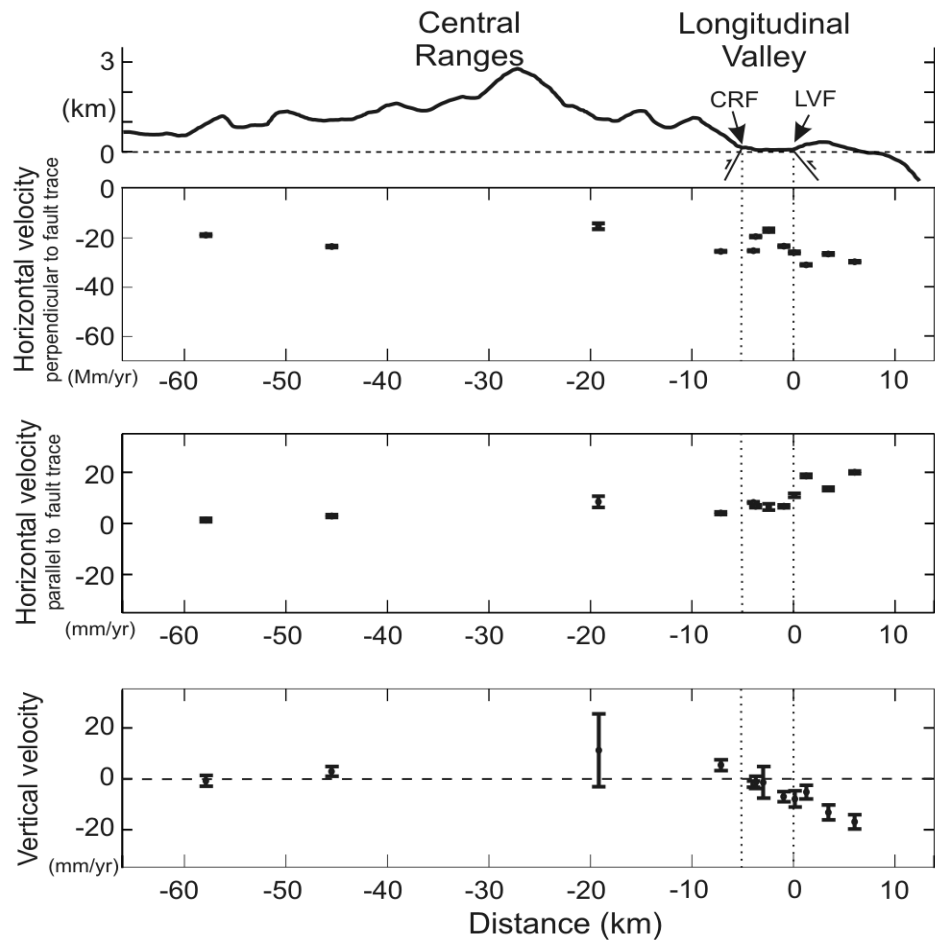 Central
Ranges
Longitudinal
Valley
3
(km)
0
CRF
LVF
Horizontal velocity
perpendicular to fault trace
(Mm/yr)
0
-20
-40
-60
-60 -50 -40 -30 -20 -10 0 10
Horizontal velocity
parallel to fault trace
(mm/yr)
20
0
-20
-60 -50 -40 -30 -20 -10 0 10
Vertical velocity
(mm/yr)
20
0
-20
-60 -50 -40 -30 -20 -10 0 10
Distance (km)